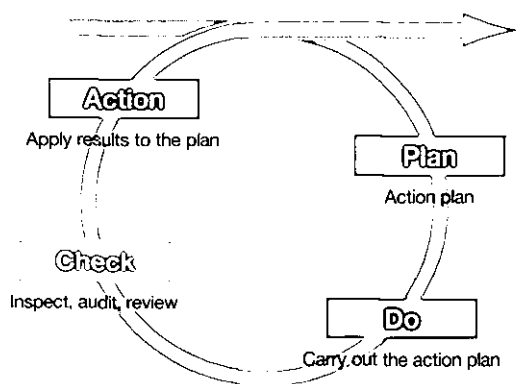 Action
Apply results to the plan
Plan
Action plan
Check
Inspect, audit, review
Do
Carry out the action plan